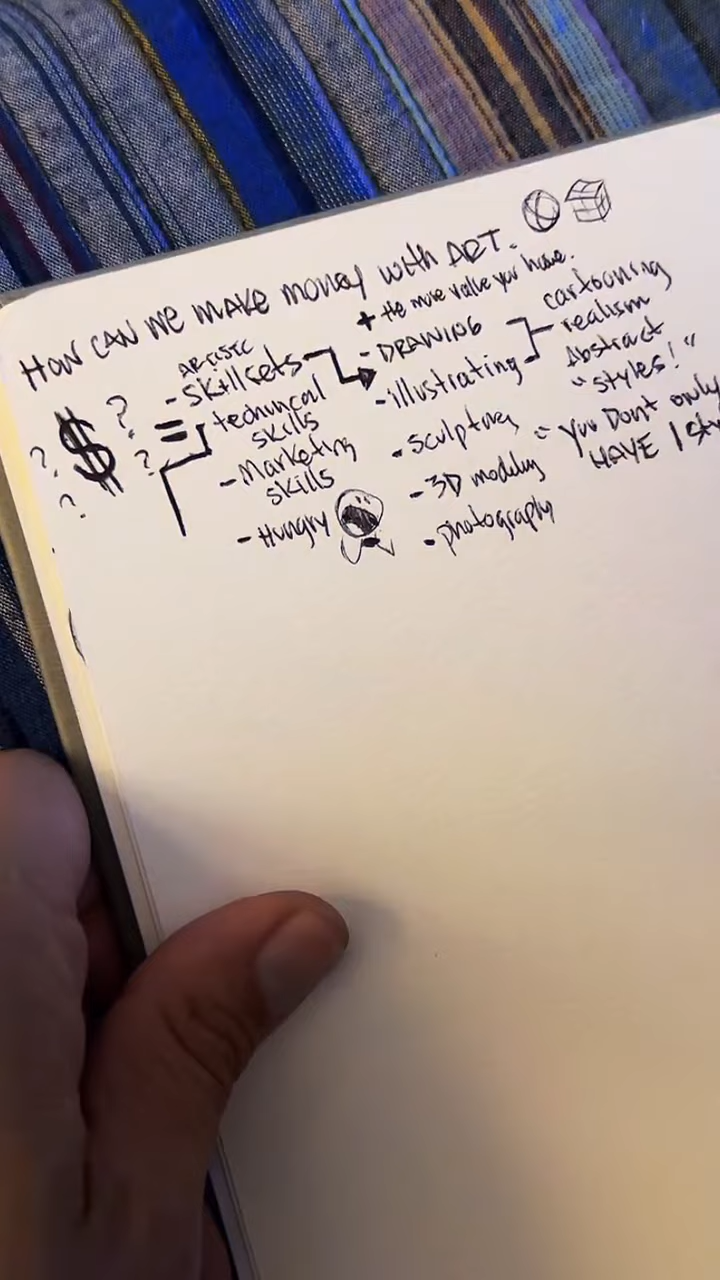 HOW CAN WE MAKE MONEY WITH ART.
+ the more value you have.
ARTISTIC
- Skillsets
- DRAWING
- illustrating
cartooning
realism
Abstract
"styles!"
? $ ? ? ? =
technical
skills
- Marketing
skills
- Hungry
- Sculpting
- 3D modeling
- photography
= You Dont only
HAVE 1